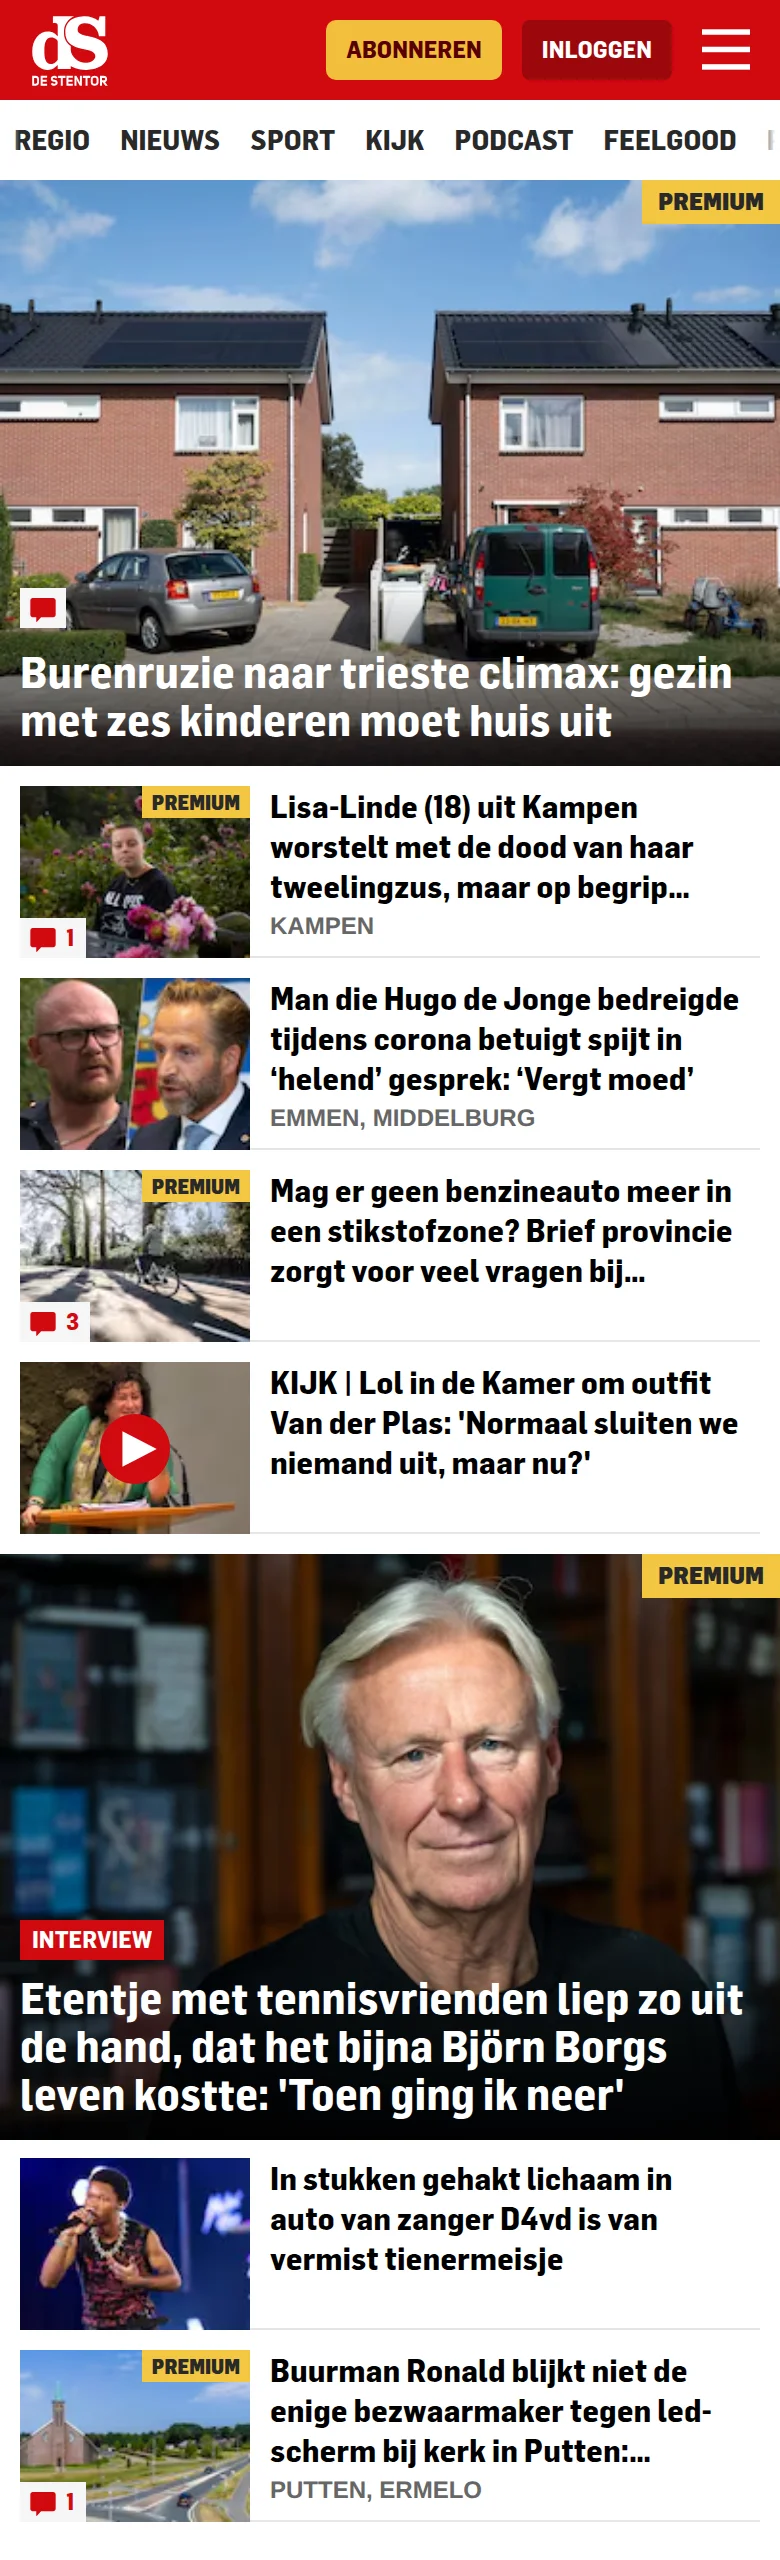 dS
DE STENTOR
ABONNEREN
INLOGGEN
REGIO NIEUWS SPORT KIJK PODCAST FEELGOOD
PREMIUM
Burenruzie naar trieste climax: gezin
met zes kinderen moet huis uit
PREMIUM
1
Lisa-Linde (18) uit Kampen
worstelt met de dood van haar
tweelingzus, maar op begrip...
KAMPEN
Man die Hugo de Jonge bedreigde
tijdens corona betuigt spijt in
‘helend’ gesprek: ‘Vergt moed’
EMMEN, MIDDELBURG
PREMIUM
3
Mag er geen benzineauto meer in
een stikstofzone? Brief provincie
zorgt voor veel vragen bij...
KIJK | Lol in de Kamer om outfit
Van der Plas: 'Normaal sluiten we
niemand uit, maar nu?'
PREMIUM
INTERVIEW
Etentje met tennisvrienden liep zo uit
de hand, dat het bijna Björn Borgs
leven kostte: 'Toen ging ik neer'
In stukken gehakt lichaam in
auto van zanger D4vd is van
vermist tienermeisje
PREMIUM
1
Buurman Ronald blijkt niet de
enige bezwaarmaker tegen led-
scherm bij kerk in Putten:...
PUTTEN, ERMELO